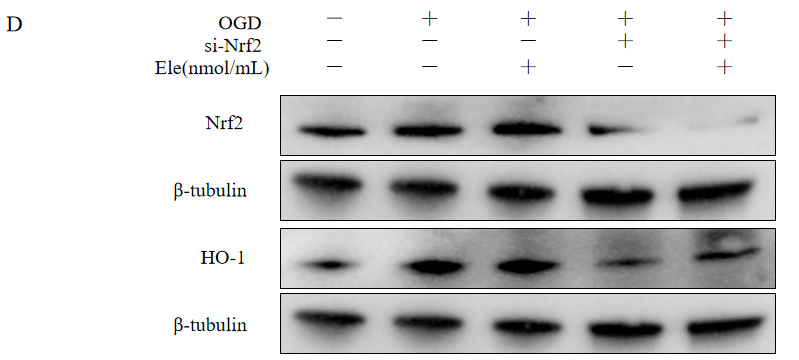 D
OGD − + + + +
si-Nrf2 − − − + +
Ele(nmol/mL) − − + − +
Nrf2
β-tubulin
HO-1
β-tubulin